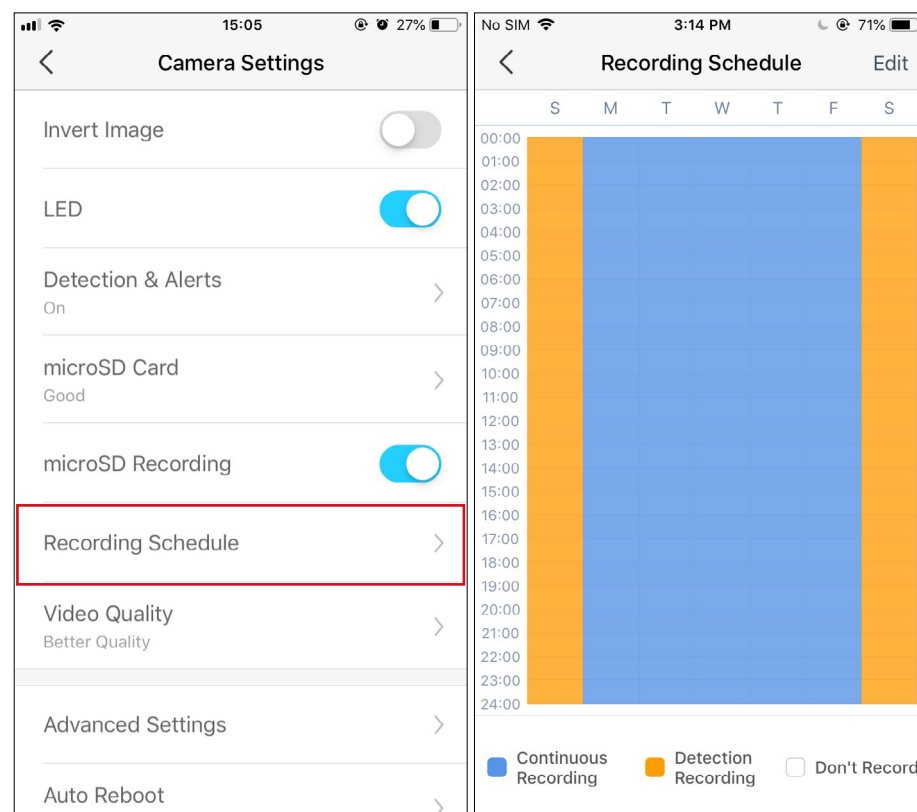 15:05
27%
Camera Settings
Invert Image
LED
Detection & Alerts
On
microSD Card
Good
microSD Recording
Recording Schedule
Video Quality
Better Quality
Advanced Settings
Auto Reboot
No SIM
3:14 PM
71%
Recording Schedule
Edit
S M T W T F S
00:00
01:00
02:00
03:00
04:00
05:00
06:00
07:00
08:00
09:00
10:00
11:00
12:00
13:00
14:00
15:00
16:00
17:00
18:00
19:00
20:00
21:00
22:00
23:00
24:00
Continuous
Recording
Detection
Recording
Don't Record